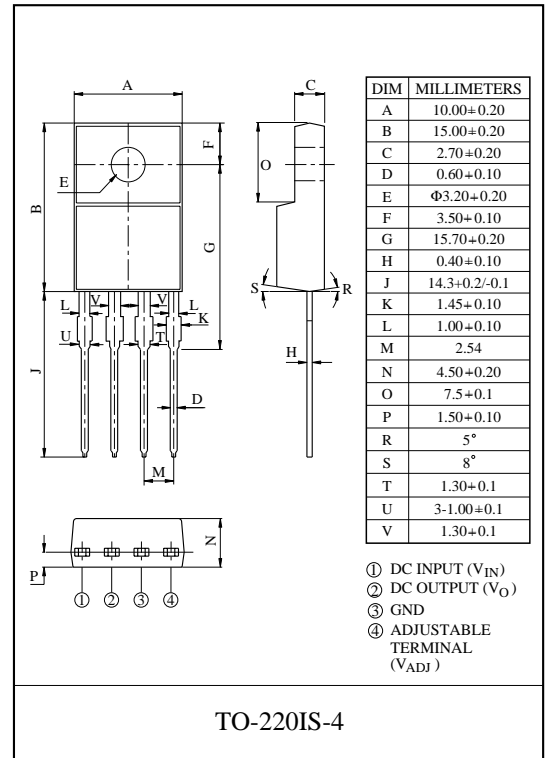 A
C
F
O
E
B
G
S
R
L
V
V
L
K
U
T
H
J
D
M
N
P
① ② ③ ④
DIM MILLIMETERS
A 10.00±0.20
B 15.00±0.20
C 2.70±0.20
D 0.60±0.10
E Φ3.20±0.20
F 3.50±0.10
G 15.70±0.20
H 0.40±0.10
J 14.3+0.2/-0.1
K 1.45±0.10
L 1.00±0.10
M 2.54
N 4.50±0.20
O 7.5±0.1
P 1.50±0.10
R 5°
S 8°
T 1.30±0.1
U 3-1.00±0.1
V 1.30±0.1
① DC INPUT (VIN)
② DC OUTPUT (VO)
③ GND
④ ADJUSTABLE
TERMINAL
(VADJ)
TO-220IS-4